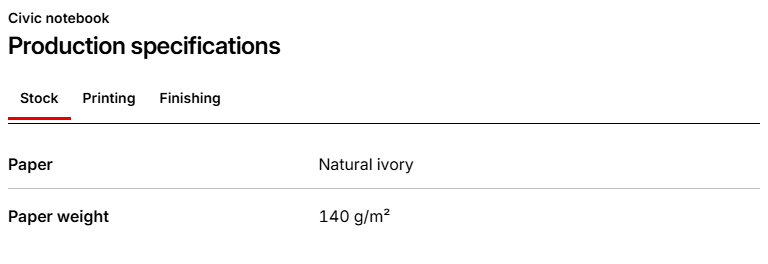 Civic notebook
Production specifications
Stock Printing Finishing
Paper Natural ivory
Paper weight 140 g/m²